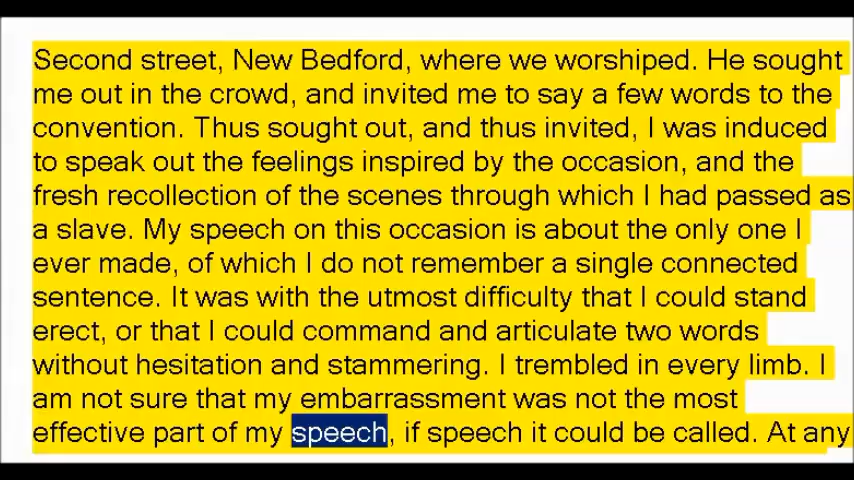 Second street, New Bedford, where we worshiped. He sought
me out in the crowd, and invited me to say a few words to the
convention. Thus sought out, and thus invited, I was induced
to speak out the feelings inspired by the occasion, and the
fresh recollection of the scenes through which I had passed as
a slave. My speech on this occasion is about the only one I
ever made, of which I do not remember a single connected
sentence. It was with the utmost difficulty that I could stand
erect, or that I could command and articulate two words
without hesitation and stammering. I trembled in every limb. I
am not sure that my embarrassment was not the most
effective part of my speech, if speech it could be called. At any